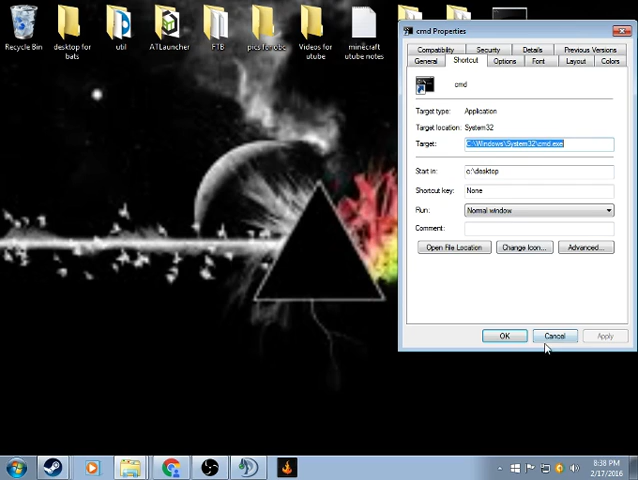 cmd Properties
Compatibility
Security
Details
Previous Versions
General
Shortcut
Options
Font
Layout
Colors
cmd
Target type:
Application
Target location:
System32
Target:
C:\Windows\System32\cmd.exe
Start in:
c:\desktop
Shortcut key:
None
Run:
Normal window
Comment:
Open File Location
Change Icon...
Advanced...
OK
Cancel
Apply
Recycle Bin
desktop for
bats
util
ATLauncher
FTB
pics for obc
Videos for
utube
minecraft
utube notes
8:38 PM
2/17/2016